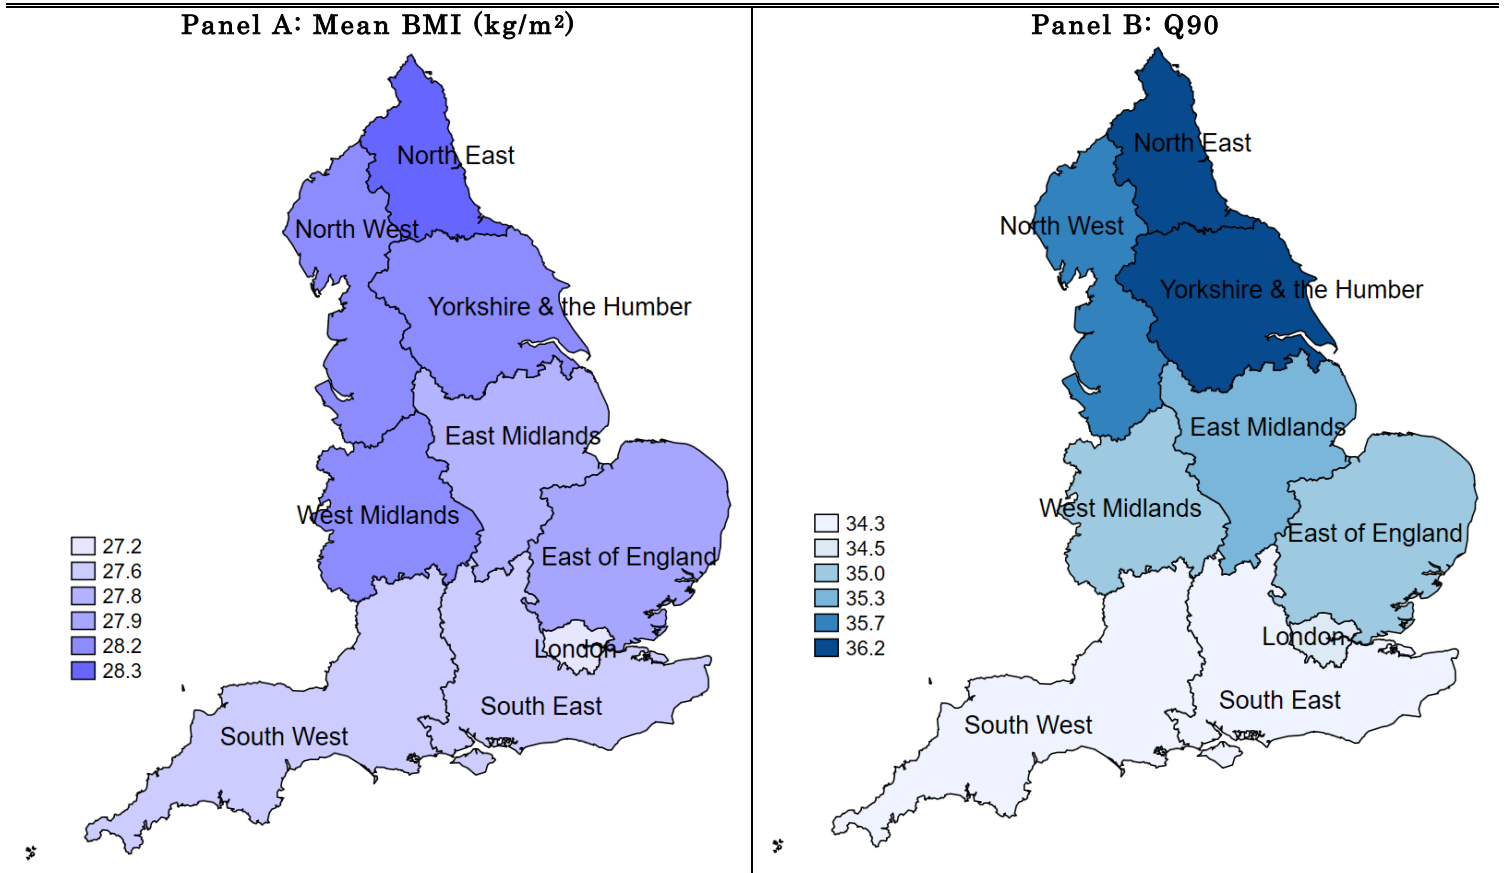 Panel A: Mean BMI (kg/m²)
North East
North West
Yorkshire & the Humber
East Midlands
West Midlands
East of England
London
South East
South West
27.2
27.6
27.8
27.9
28.2
28.3
Panel B: Q90
North East
North West
Yorkshire & the Humber
East Midlands
West Midlands
East of England
London
South East
South West
34.3
34.5
35.0
35.3
35.7
36.2